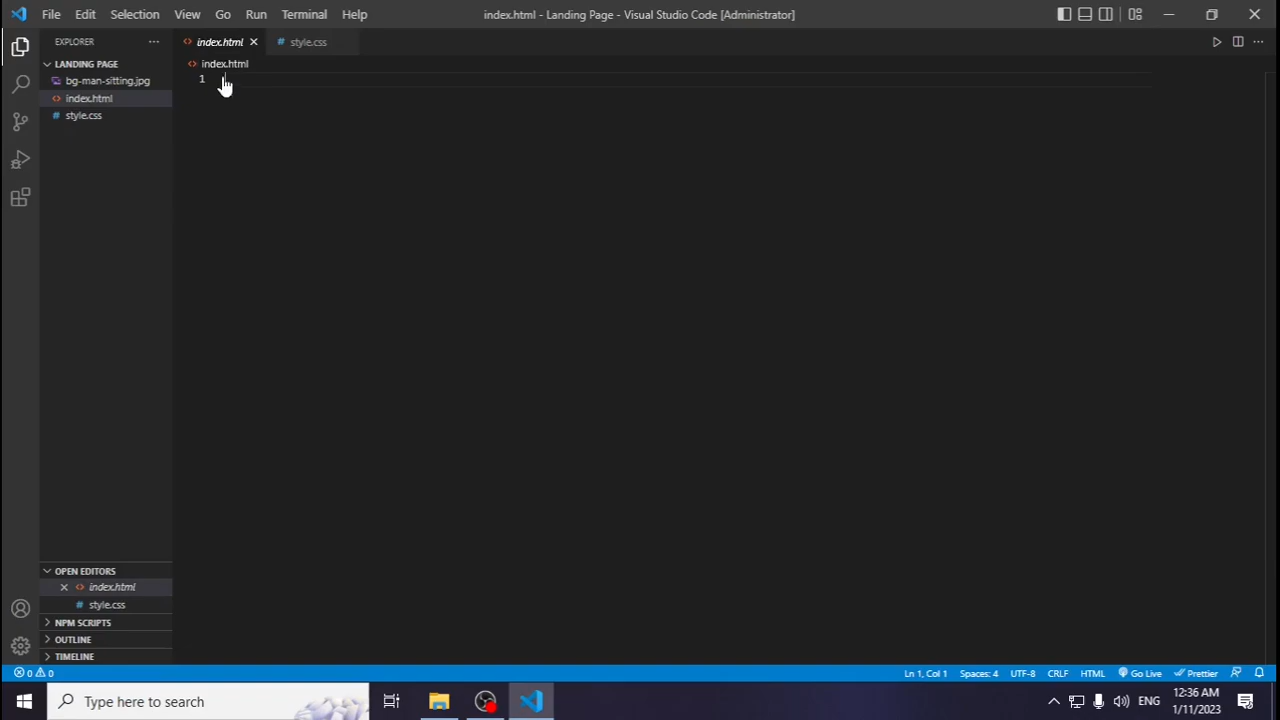 File Edit Selection View Go Run Terminal Help
index.html - Landing Page - Visual Studio Code [Administrator]
EXPLORER
index.html
style.css
LANDING PAGE
index.html
bg-man-sitting.jpg
1
index.html
style.css
OPEN EDITORS
index.html
style.css
NPM SCRIPTS
OUTLINE
TIMELINE
0 0
Ln 1, Col 1
Spaces: 4
UTF-8
CRLF
HTML
Go Live
Prettier
Type here to search
ENG
12:36 AM
1/11/2023